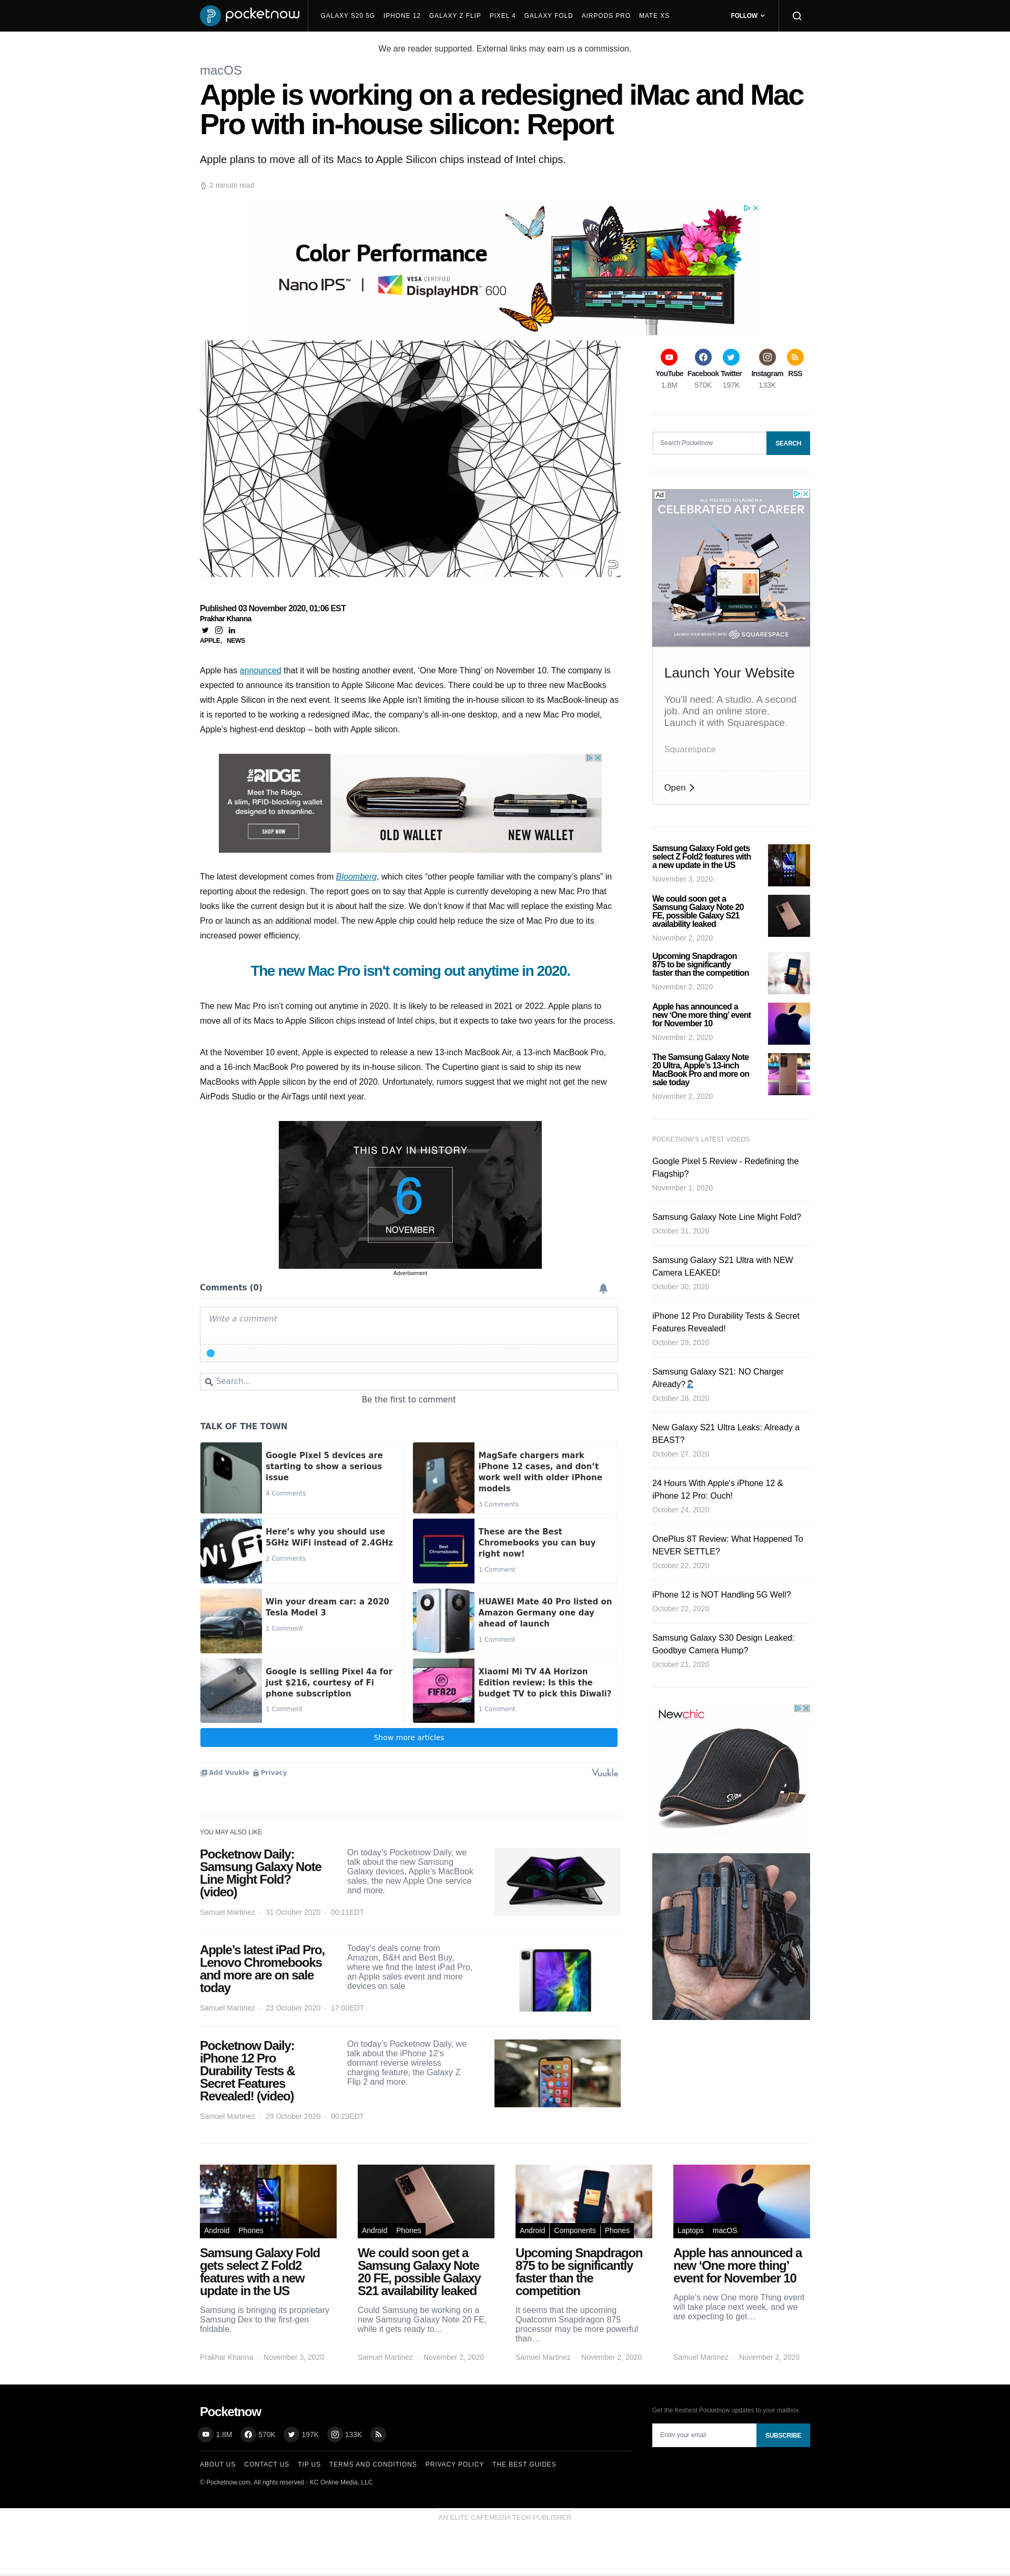 pocketnow
GALAXY S20 5G IPHONE 12 GALAXY Z FLIP PIXEL 4 GALAXY FOLD AIRPODS PRO MATE XS
FOLLOW
We are reader supported. External links may earn us a commission.
macOS
Apple is working on a redesigned iMac and Mac
Pro with in-house silicon: Report
Apple plans to move all of its Macs to Apple Silicon chips instead of Intel chips.
2 minute read
Color Performance
Nano IPS™ | VESA CERTIFIED
DisplayHDR™ 600
YouTube Facebook Twitter Instagram RSS
1.8M 570K 197K 133K
Search Pocketnow SEARCH
Ad
ALL YOU NEED TO LAUNCH A
CELEBRATED ART CAREER
LAUNCH YOUR WEBSITE WITH SQUARESPACE
Launch Your Website
You'll need: A studio. A second
job. And an online store.
Launch it with Squarespace.
Squarespace
Open
Published 03 November 2020, 01:06 EST
Prakhar Khanna
APPLE, NEWS
Apple has announced that it will be hosting another event, ‘One More Thing’ on November 10. The company is
expected to announce its transition to Apple Silicone Mac devices. There could be up to three new MacBooks
with Apple Silicon in the next event. It seems like Apple isn’t limiting the in-house silicon to its MacBook-lineup as
it is reported to be working a redesigned iMac, the company’s all-in-one desktop, and a new Mac Pro model,
Apple’s highest-end desktop – both with Apple silicon.
the RIDGE
Meet The Ridge.
A slim, RFID-blocking wallet
designed to streamline.
SHOP NOW
OLD WALLET
NEW WALLET
The latest development comes from Bloomberg, which cites “other people familiar with the company’s plans” in
reporting about the redesign. The report goes on to say that Apple is currently developing a new Mac Pro that
looks like the current design but it is about half the size. We don’t know if that Mac will replace the existing Mac
Pro or launch as an additional model. The new Apple chip could help reduce the size of Mac Pro due to its
increased power efficiency.
The new Mac Pro isn't coming out anytime in 2020.
The new Mac Pro isn’t coming out anytime in 2020. It is likely to be released in 2021 or 2022. Apple plans to
move all of its Macs to Apple Silicon chips instead of Intel chips, but it expects to take two years for the process.
At the November 10 event, Apple is expected to release a new 13-inch MacBook Air, a 13-inch MacBook Pro,
and a 16-inch MacBook Pro powered by its in-house silicon. The Cupertino giant is said to ship its new
MacBooks with Apple silicon by the end of 2020. Unfortunately, rumors suggest that we might not get the new
AirPods Studio or the AirTags until next year.
THIS DAY IN HISTORY
6
NOVEMBER
Advertisement
Samsung Galaxy Fold gets
select Z Fold2 features with
a new update in the US
November 3, 2020
We could soon get a
Samsung Galaxy Note 20
FE, possible Galaxy S21
availability leaked
November 2, 2020
Upcoming Snapdragon
875 to be significantly
faster than the competition
November 2, 2020
Apple has announced a
new ‘One more thing’ event
for November 10
November 2, 2020
The Samsung Galaxy Note
20 Ultra, Apple’s 13-inch
MacBook Pro and more on
sale today
November 2, 2020
POCKETNOW'S LATEST VIDEOS
Google Pixel 5 Review - Redefining the
Flagship?
November 1, 2020
Samsung Galaxy Note Line Might Fold?
October 31, 2020
Samsung Galaxy S21 Ultra with NEW
Camera LEAKED!
October 30, 2020
iPhone 12 Pro Durability Tests & Secret
Features Revealed!
October 29, 2020
Samsung Galaxy S21: NO Charger
Already?
October 28, 2020
New Galaxy S21 Ultra Leaks: Already a
BEAST?
October 27, 2020
24 Hours With Apple's iPhone 12 &
iPhone 12 Pro: Ouch!
October 24, 2020
OnePlus 8T Review: What Happened To
NEVER SETTLE?
October 22, 2020
iPhone 12 is NOT Handling 5G Well?
October 22, 2020
Samsung Galaxy S30 Design Leaked:
Goodbye Camera Hump?
October 21, 2020
Newchic
Comments (0)
Write a comment
Search...
Be the first to comment
TALK OF THE TOWN
Google Pixel 5 devices are
starting to show a serious
issue
4 Comments
MagSafe chargers mark
iPhone 12 cases, and don’t
work well with older iPhone
models
3 Comments
Wi Fi
Here’s why you should use
5GHz WiFi instead of 2.4GHz
2 Comments
Best
Chromebooks
These are the Best
Chromebooks you can buy
right now!
1 Comment
Win your dream car: a 2020
Tesla Model 3
1 Comment
HUAWEI Mate 40 Pro listed on
Amazon Germany one day
ahead of launch
1 Comment
Google is selling Pixel 4a for
just $216, courtesy of Fi
phone subscription
1 Comment
FIFA20
Xiaomi Mi TV 4A Horizon
Edition review: Is this the
budget TV to pick this Diwali?
1 Comment
Show more articles
Add Vuukle Privacy
Vuukle
YOU MAY ALSO LIKE
Pocketnow Daily:
Samsung Galaxy Note
Line Might Fold?
(video)
Samuel Martinez · 31 October 2020 · 00:11EDT
On today’s Pocketnow Daily, we
talk about the new Samsung
Galaxy devices, Apple’s MacBook
sales, the new Apple One service
and more.
Apple’s latest iPad Pro,
Lenovo Chromebooks
and more are on sale
today
Samuel Martinez · 23 October 2020 · 17:00EDT
Today’s deals come from
Amazon, B&H and Best Buy,
where we find the latest iPad Pro,
an Apple sales event and more
devices on sale
Pocketnow Daily:
iPhone 12 Pro
Durability Tests &
Secret Features
Revealed! (video)
Samuel Martinez · 29 October 2020 · 00:23EDT
On today’s Pocketnow Daily, we
talk about the iPhone 12’s
dormant reverse wireless
charging feature, the Galaxy Z
Flip 2 and more.
Android Phones
Samsung Galaxy Fold
gets select Z Fold2
features with a new
update in the US
Samsung is bringing its proprietary
Samsung Dex to the first-gen
foldable.
Prakhar Khanna · November 3, 2020
Android Phones
We could soon get a
Samsung Galaxy Note
20 FE, possible Galaxy
S21 availability leaked
Could Samsung be working on a
new Samsung Galaxy Note 20 FE,
while it gets ready to…
Samuel Martinez · November 2, 2020
Android Components Phones
Upcoming Snapdragon
875 to be significantly
faster than the
competition
It seems that the upcoming
Qualcomm Snapdragon 875
processor may be more powerful
than…
Samuel Martinez · November 2, 2020
Laptops macOS
Apple has announced a
new ‘One more thing’
event for November 10
Apple's new One more Thing event
will take place next week, and we
are expecting to get…
Samuel Martinez · November 2, 2020
Pocketnow
1.8M 570K 197K 133K
ABOUT US CONTACT US TIP US TERMS AND CONDITIONS PRIVACY POLICY THE BEST GUIDES
© Pocketnow.com. All rights reserved - KC Online Media, LLC
Get the freshest Pocketnow updates to your mailbox.
Enter your email SUBSCRIBE
AN ELITE CAFEMEDIA TECH PUBLISHER